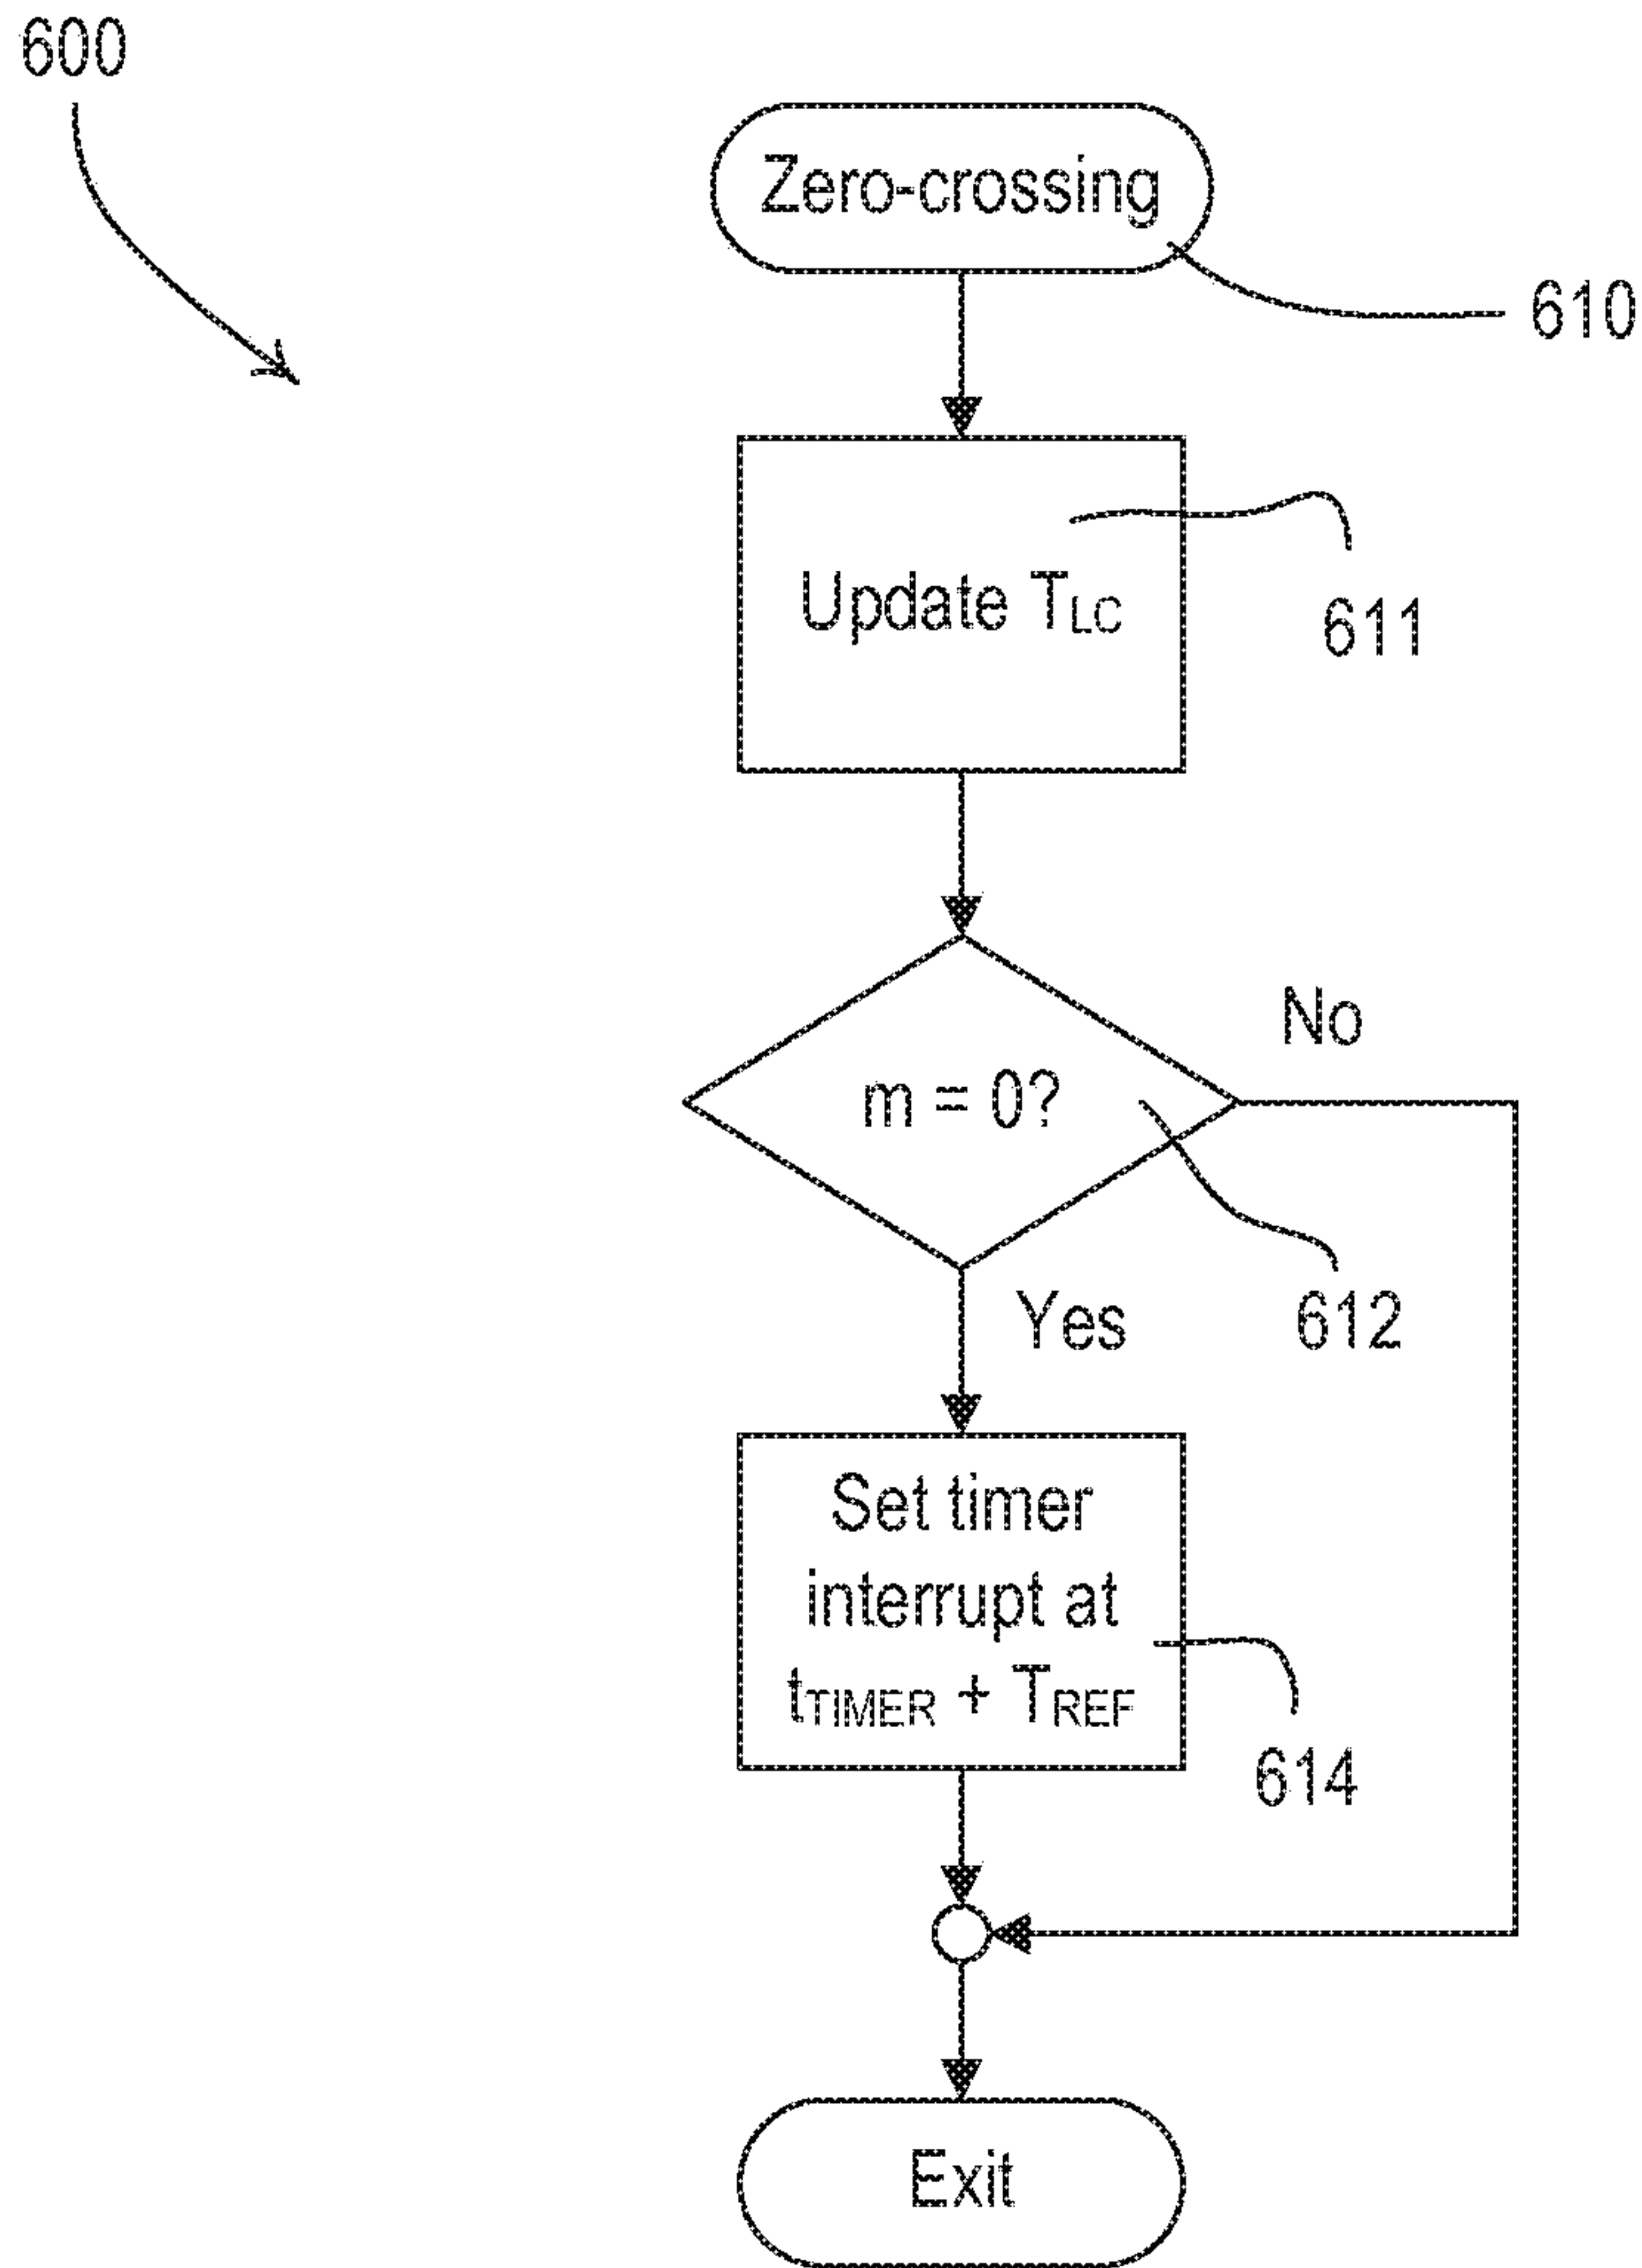 600
Zero-crossing
610
Update TLC
611
No
m = 0?
Yes
612
Set timer
interrupt at
tTIMER + TREF
614
Exit